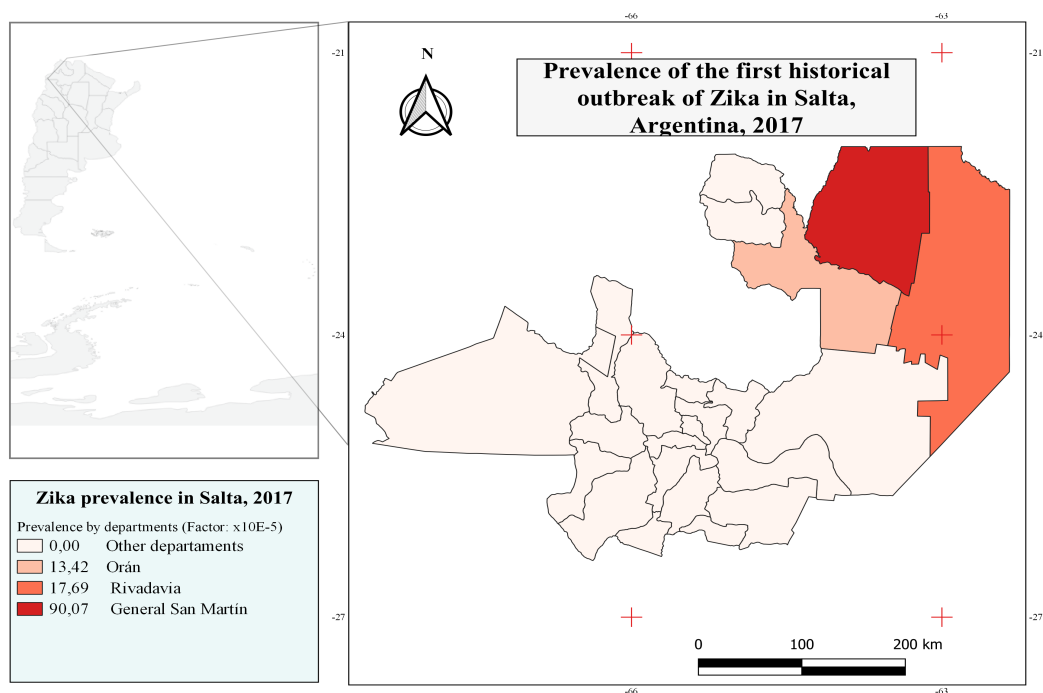 -66
-63
-21
-21
N
Prevalence of the first historical
outbreak of Zika in Salta,
Argentina, 2017
-24
-24
Zika prevalence in Salta, 2017
Prevalence by departments (Factor: x10E-5)
0,00 Other departaments
13,42 Orán
17,69 Rivadavia
90,07 General San Martín
-27
-27
0 100 200 km
-66
-63